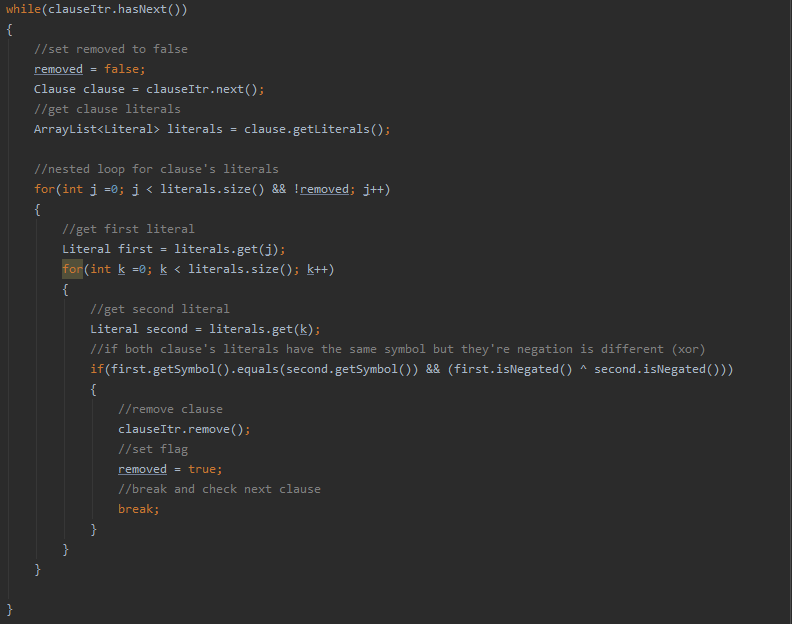 while(clauseItr.hasNext())
{
//set removed to false
removed = false;
Clause clause = clauseItr.next();
//get clause literals
ArrayList<Literal> literals = clause.getLiterals();
//nested loop for clause's literals
for(int j =0; j < literals.size() && !removed; j++)
{
//get first literal
Literal first = literals.get(j);
for(int k =0; k < literals.size(); k++)
{
//get second literal
Literal second = literals.get(k);
//if both clause's literals have the same symbol but they're negation is different (xor)
if(first.getSymbol().equals(second.getSymbol()) && (first.isNegated() ^ second.isNegated()))
{
//remove clause
clauseItr.remove();
//set flag
removed = true;
//break and check next clause
break;
}
}
}
}